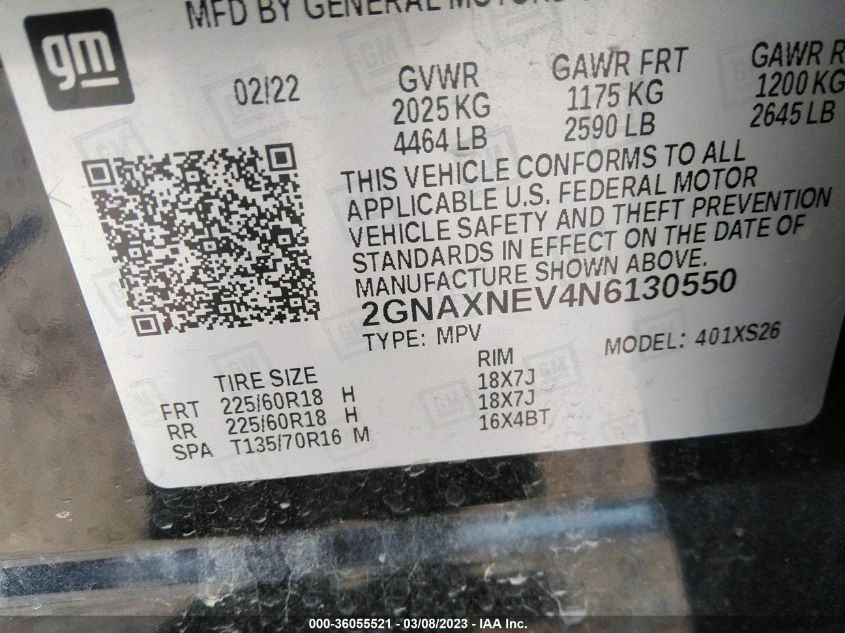 MFD BY GENERAL MOTORS
gm
02/22
GVWR
2025 KG
4464 LB
GAWR FRT
1175 KG
2590 LB
GAWR R
1200 KG
2645 LB
THIS VEHICLE CONFORMS TO ALL
APPLICABLE U.S. FEDERAL MOTOR
VEHICLE SAFETY AND THEFT PREVENTION
STANDARDS IN EFFECT ON THE DATE OF
MANUFACTURE SHOWN ABOVE.
2GNAXNEV4N6130550
TYPE: MPV
MODEL: 401XS26
TIRE SIZE RIM
FRT 225/60R18 H 18X7J
RR 225/60R18 H 18X7J
SPA T135/70R16 M 16X4BT
000-36055521 — 03/08/2023 — IAA Inc.